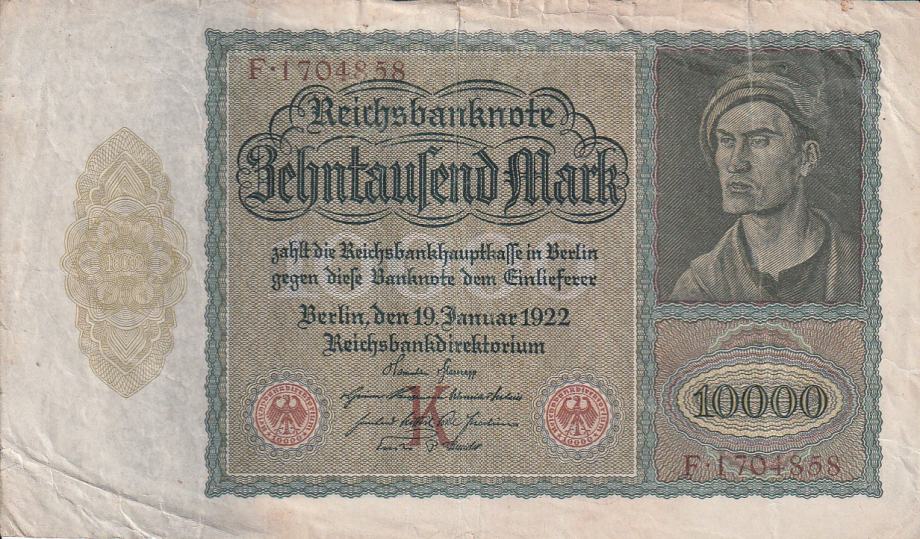 F·1704858
Reichsbanknote
Zehntausend Mark
zahlt die Reichsbankhauptkasse in Berlin
gegen diese Banknote dem Einlieferer
Berlin, den 19. Januar 1922
Reichsbankdirektorium
K
10000
F·1704858